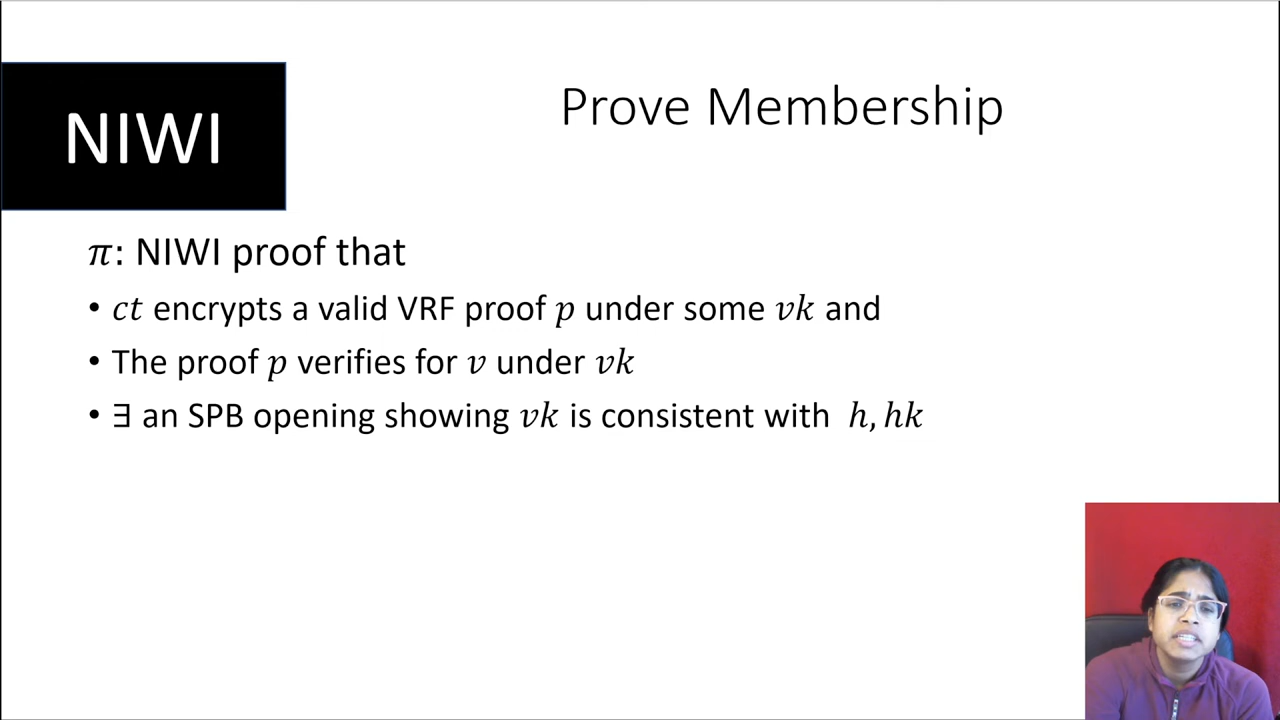 NIWI
Prove Membership
π: NIWI proof that
• ct encrypts a valid VRF proof p under some vk and
• The proof p verifies for v under vk
• ∃ an SPB opening showing vk is consistent with h, hk